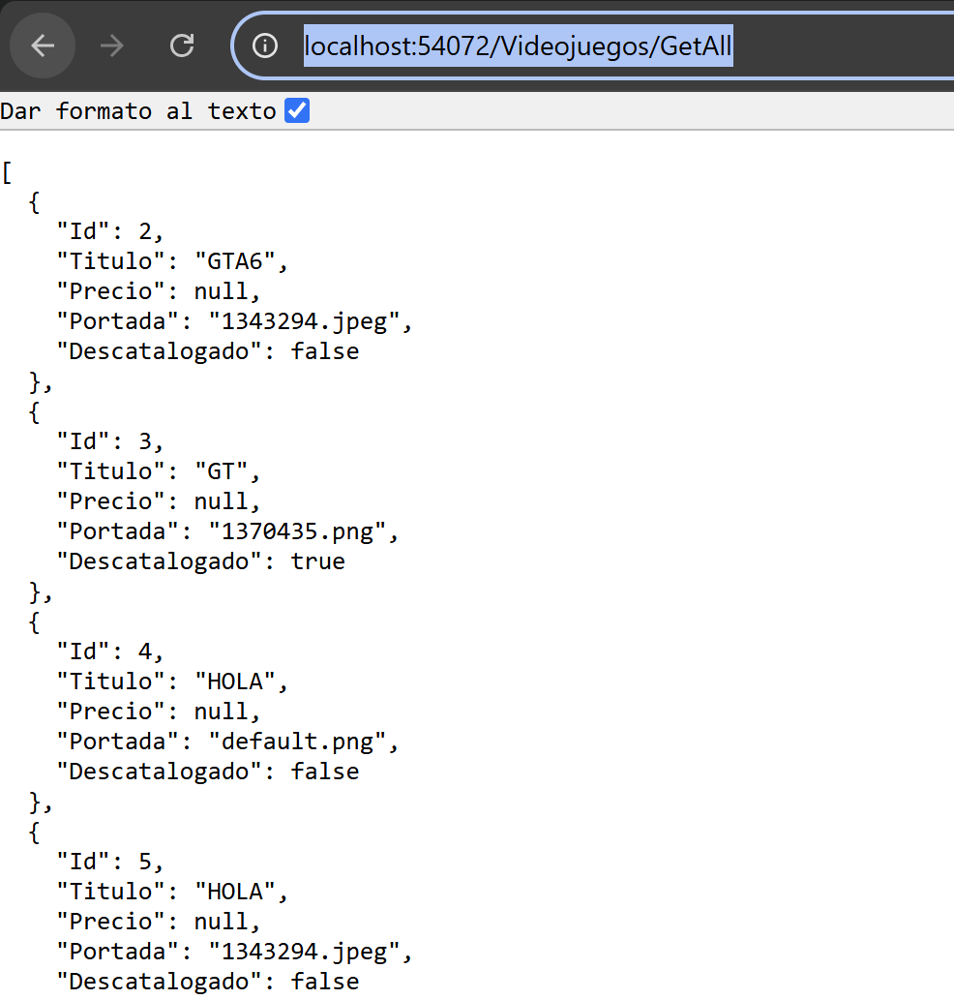 localhost:54072/Videojuegos/GetAll
Dar formato al texto
[
  {
    "Id": 2,
    "Titulo": "GTA6",
    "Precio": null,
    "Portada": "1343294.jpeg",
    "Descatalogado": false
  },
  {
    "Id": 3,
    "Titulo": "GT",
    "Precio": null,
    "Portada": "1370435.png",
    "Descatalogado": true
  },
  {
    "Id": 4,
    "Titulo": "HOLA",
    "Precio": null,
    "Portada": "default.png",
    "Descatalogado": false
  },
  {
    "Id": 5,
    "Titulo": "HOLA",
    "Precio": null,
    "Portada": "1343294.jpeg",
    "Descatalogado": false